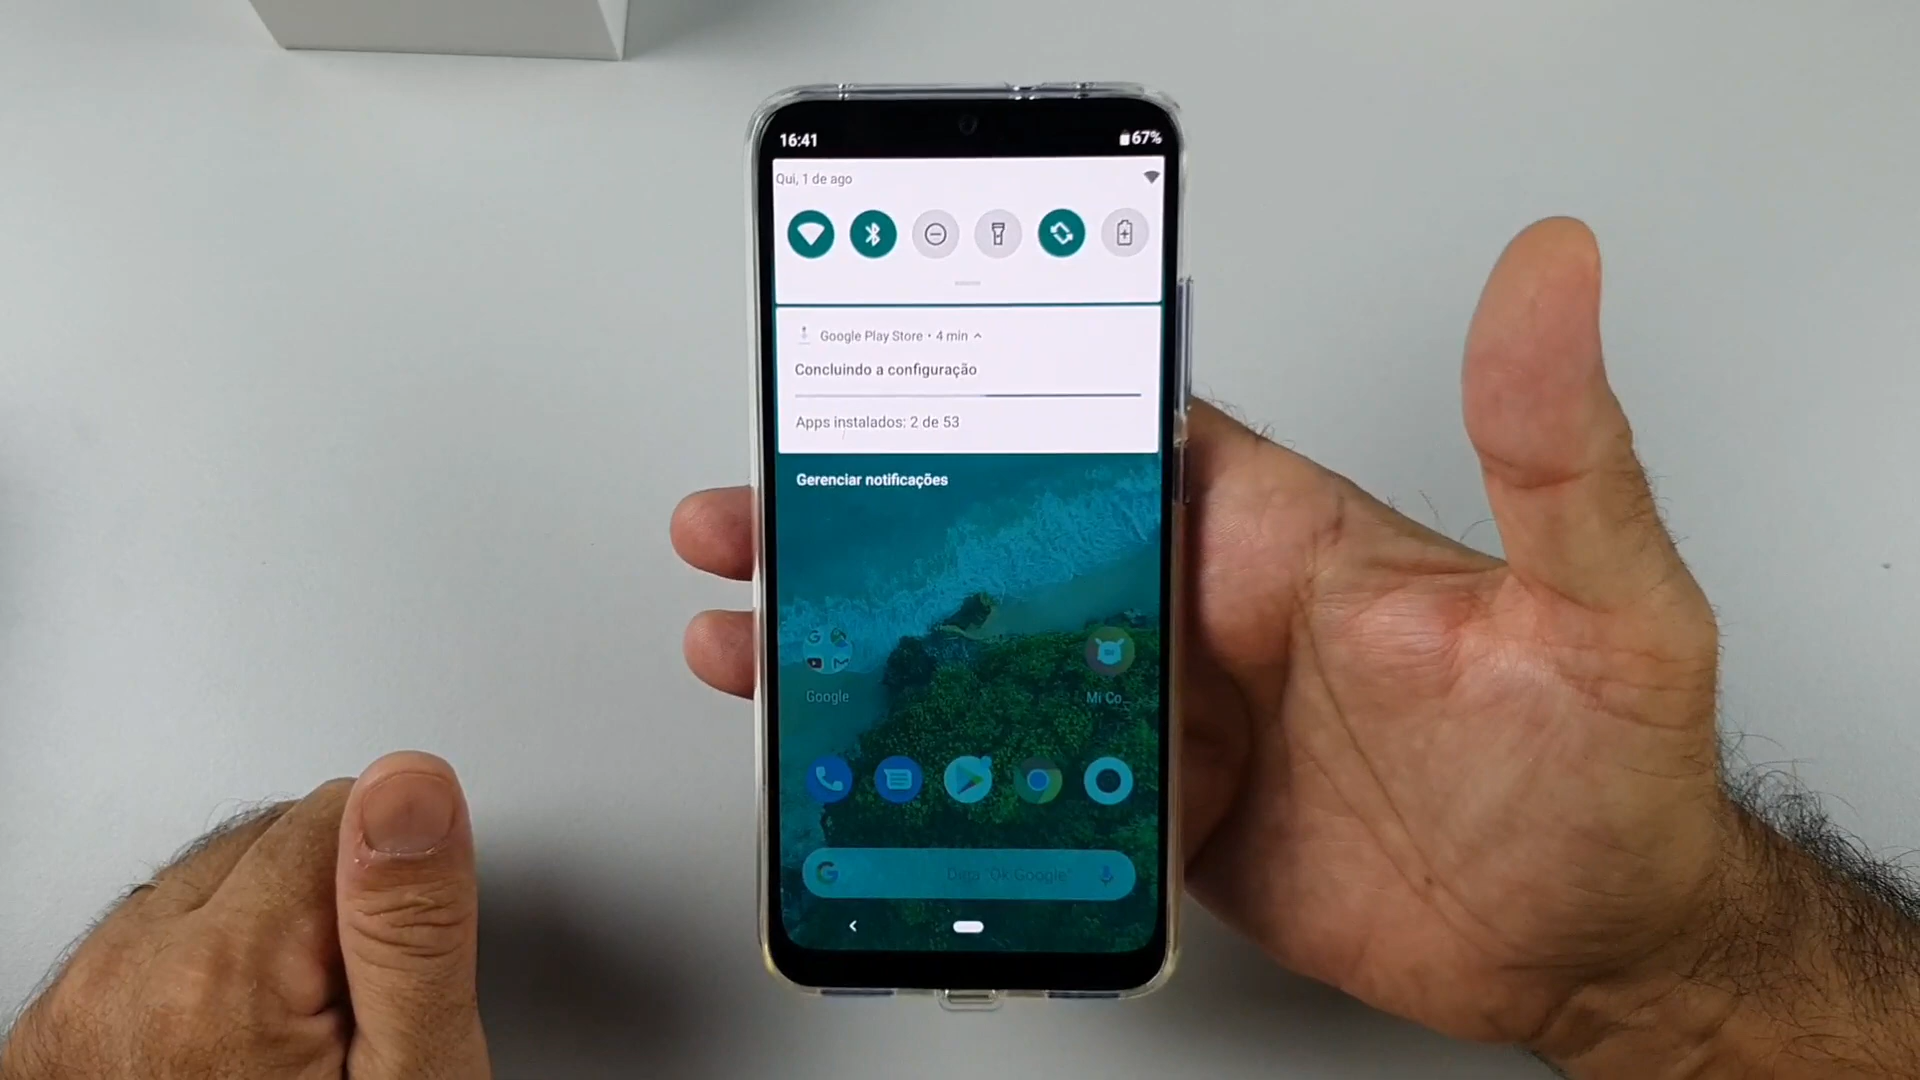 16:41
67%
Qui, 1 de ago
Google Play Store • 4 min
Concluindo a configuração
Apps instalados: 2 de 53
Gerenciar notificações
Google
Mi Co...
"Ok Google"